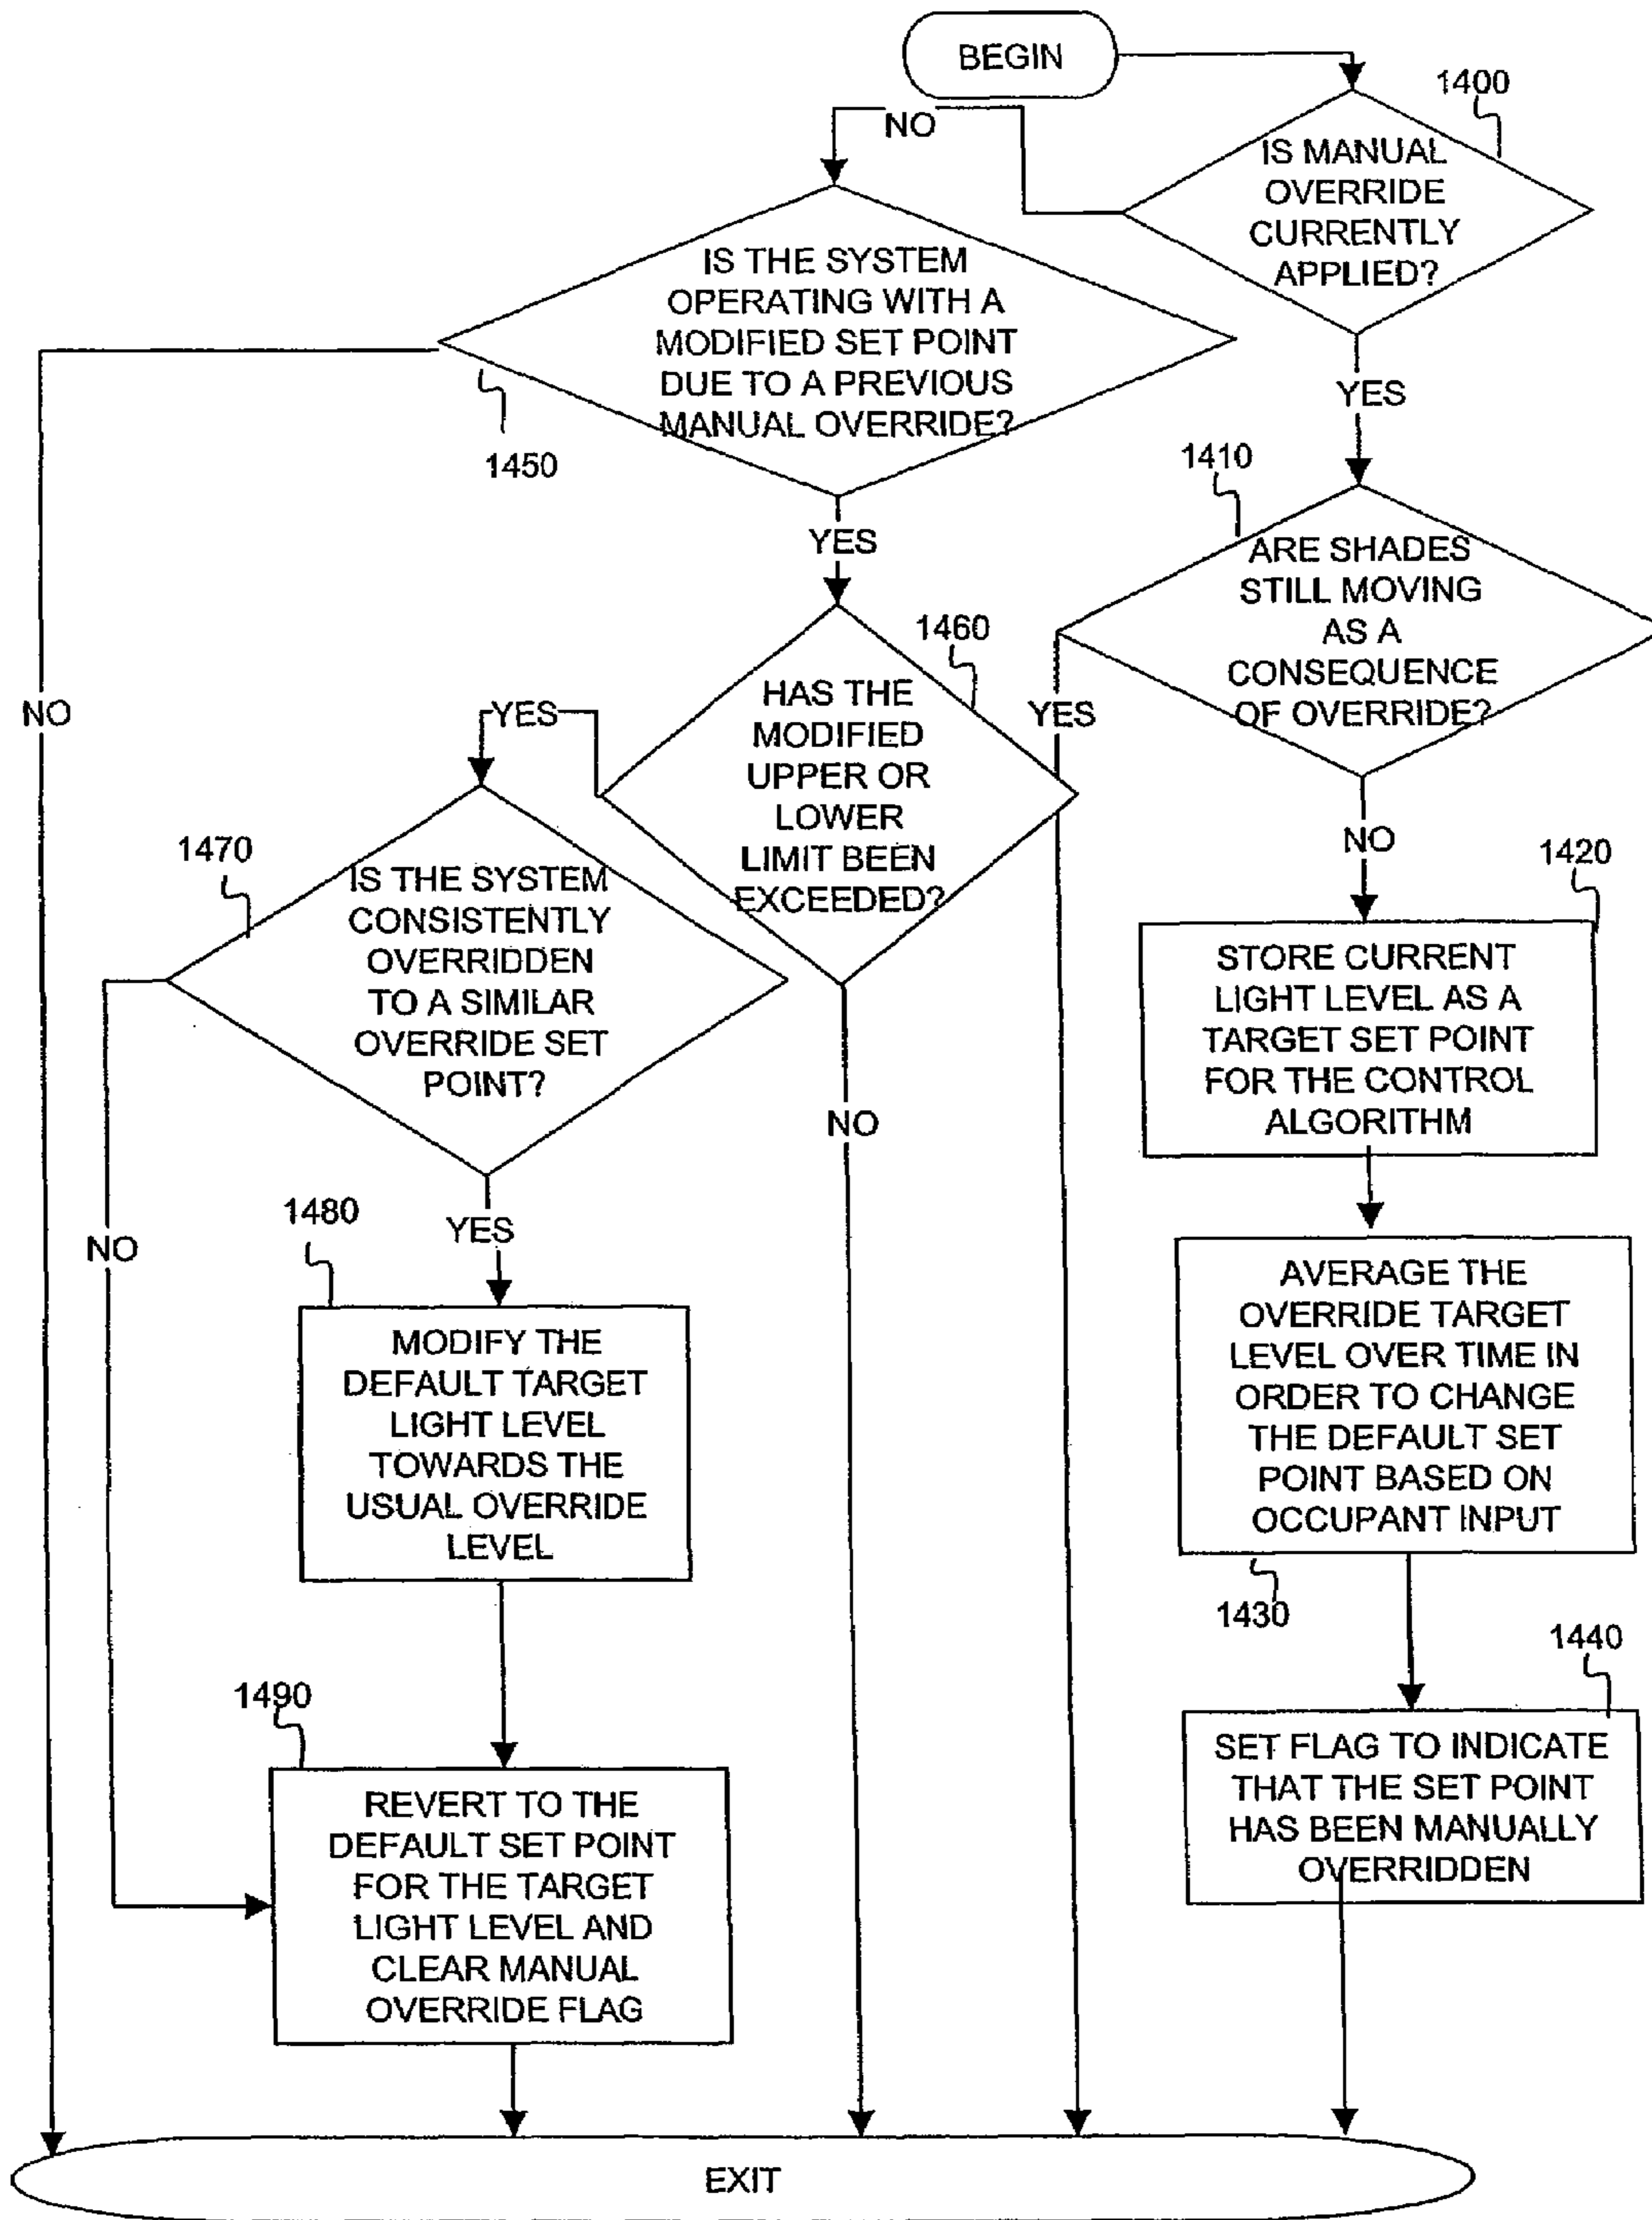 BEGIN
1400
NO
IS MANUAL
OVERRIDE
CURRENTLY
APPLIED?
IS THE SYSTEM
OPERATING WITH A
MODIFIED SET POINT
DUE TO A PREVIOUS
MANUAL OVERRIDE?
1450
YES
1410
ARE SHADES
STILL MOVING
AS A
CONSEQUENCE
OF OVERRIDE?
YES
1460
HAS THE
MODIFIED
UPPER OR
LOWER
LIMIT BEEN
EXCEEDED?
YES
NO
YES
NO
1470
IS THE SYSTEM
CONSISTENTLY
OVERRIDDEN
TO A SIMILAR
OVERRIDE SET
POINT?
1420
STORE CURRENT
LIGHT LEVEL AS A
TARGET SET POINT
FOR THE CONTROL
ALGORITHM
NO
NO
YES
1480
MODIFY THE
DEFAULT TARGET
LIGHT LEVEL
TOWARDS THE
USUAL OVERRIDE
LEVEL
AVERAGE THE
OVERRIDE TARGET
LEVEL OVER TIME IN
ORDER TO CHANGE
THE DEFAULT SET
POINT BASED ON
OCCUPANT INPUT
1430
1440
SET FLAG TO INDICATE
THAT THE SET POINT
HAS BEEN MANUALLY
OVERRIDDEN
1490
REVERT TO THE
DEFAULT SET POINT
FOR THE TARGET
LIGHT LEVEL AND
CLEAR MANUAL
OVERRIDE FLAG
EXIT